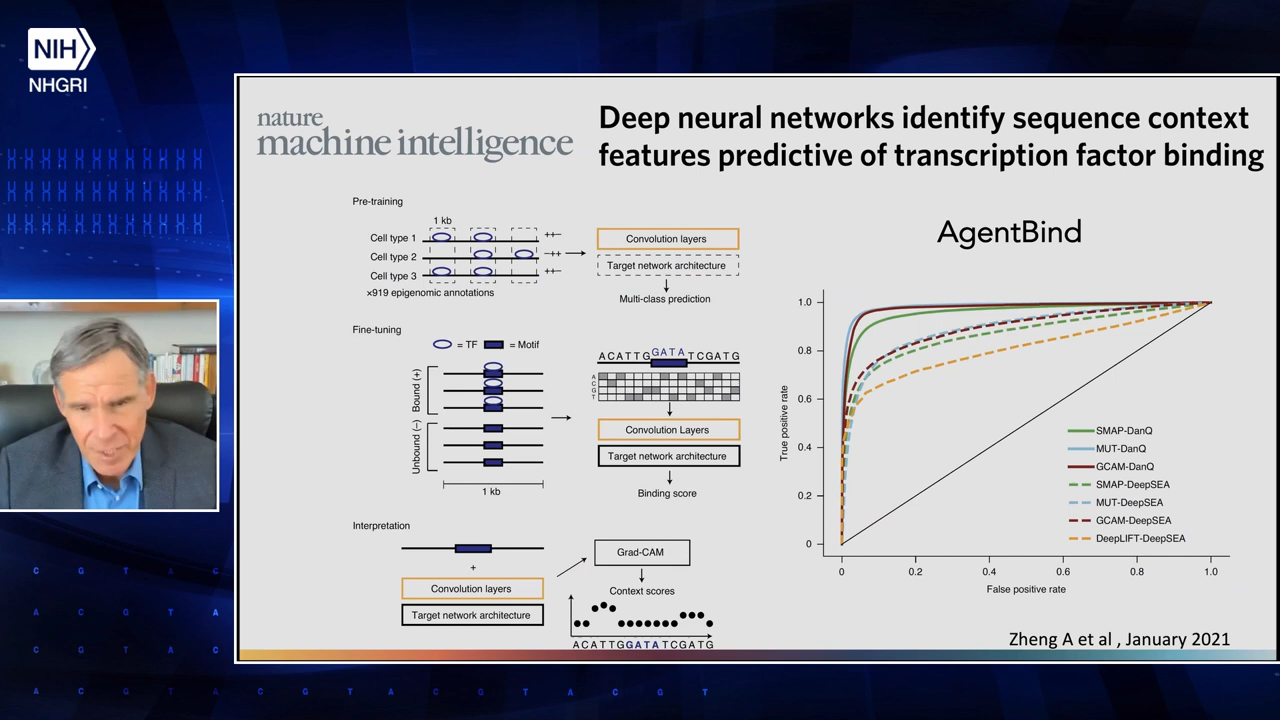 NIH
NHGRI
nature
machine intelligence
Deep neural networks identify sequence context
features predictive of transcription factor binding
AgentBind
Pre-training
1 kb
Cell type 1
++−
Cell type 2
−++
Cell type 3
++−
×919 epigenomic annotations
Convolution layers
Target network architecture
Multi-class prediction
Fine-tuning
= TF
= Motif
Bound (+)
Unbound (−)
1 kb
ACATTGGATATCGATG
A
C
G
T
Convolution Layers
Target network architecture
Binding score
Interpretation
+
Convolution layers
Target network architecture
Grad-CAM
Context scores
ACATTGGATATCGATG
True positive rate
1.0
0.8
0.6
0.4
0.2
0
0 0.2 0.4 0.6 0.8 1.0
False positive rate
SMAP-DanQ
MUT-DanQ
GCAM-DanQ
SMAP-DeepSEA
MUT-DeepSEA
GCAM-DeepSEA
DeepLIFT-DeepSEA
Zheng A et al , January 2021
C G T A C
A C G T A
C G T A C
A C G T A C G T A C G T